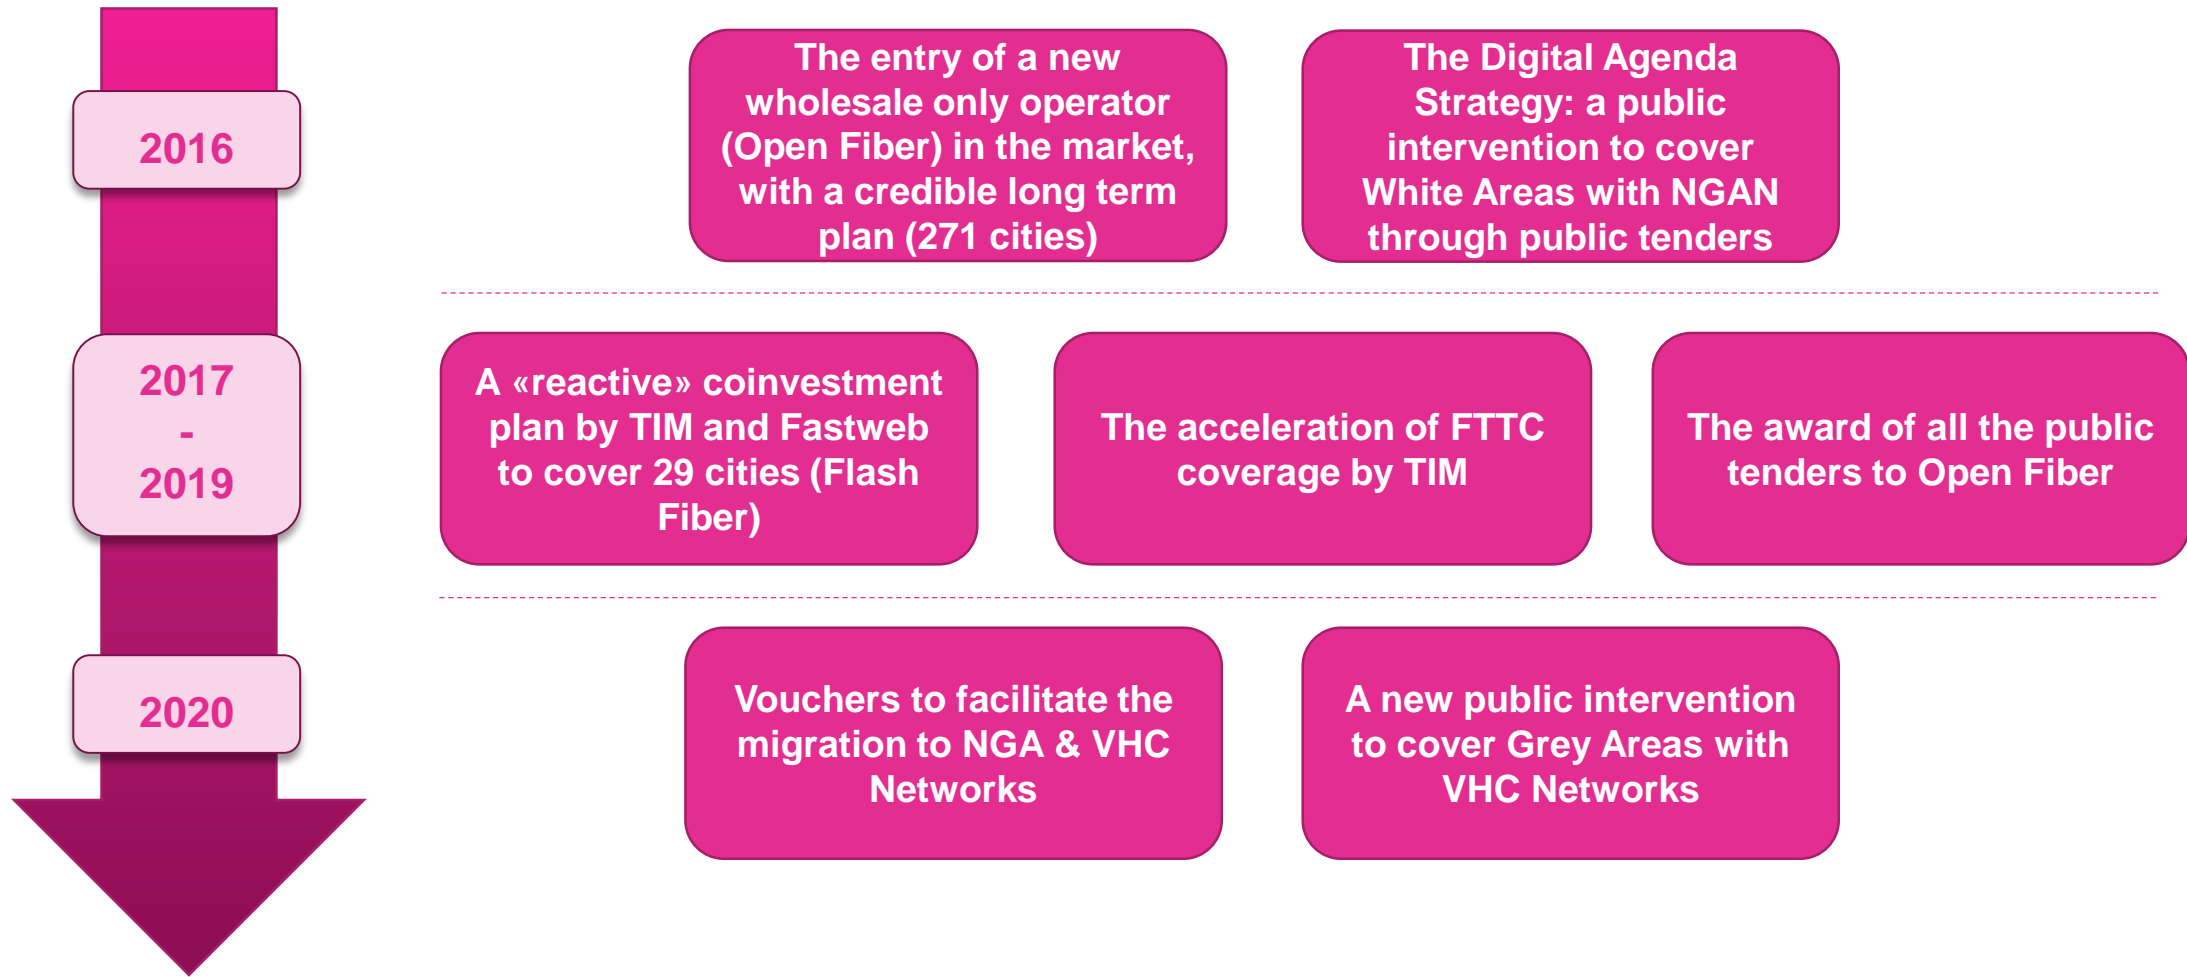 2016
The entry of a new
wholesale only operator
(Open Fiber) in the market,
with a credible long term
plan (271 cities)
The Digital Agenda
Strategy: a public
intervention to cover
White Areas with NGAN
through public tenders
2017
-
2019
A «reactive» coinvestment
plan by TIM and Fastweb
to cover 29 cities (Flash
Fiber)
The acceleration of FTTC
coverage by TIM
The award of all the public
tenders to Open Fiber
2020
Vouchers to facilitate the
migration to NGA & VHC
Networks
A new public intervention
to cover Grey Areas with
VHC Networks